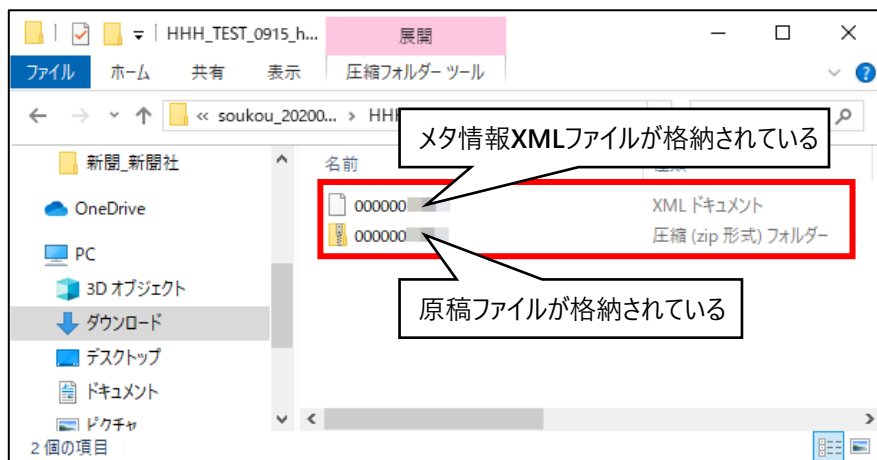 HHH_TEST_0915_h...
展開
ファイル ホーム 共有 表示 圧縮フォルダー ツール
« soukou_20200... › HHH
メタ情報XMLファイルが格納されている
新聞_新聞社
名前
OneDrive
000000
XML ドキュメント
000000
圧縮 (zip 形式) フォルダー
PC
3D オブジェクト
原稿ファイルが格納されている
ダウンロード
デスクトップ
ドキュメント
ピクチャ
2 個の項目